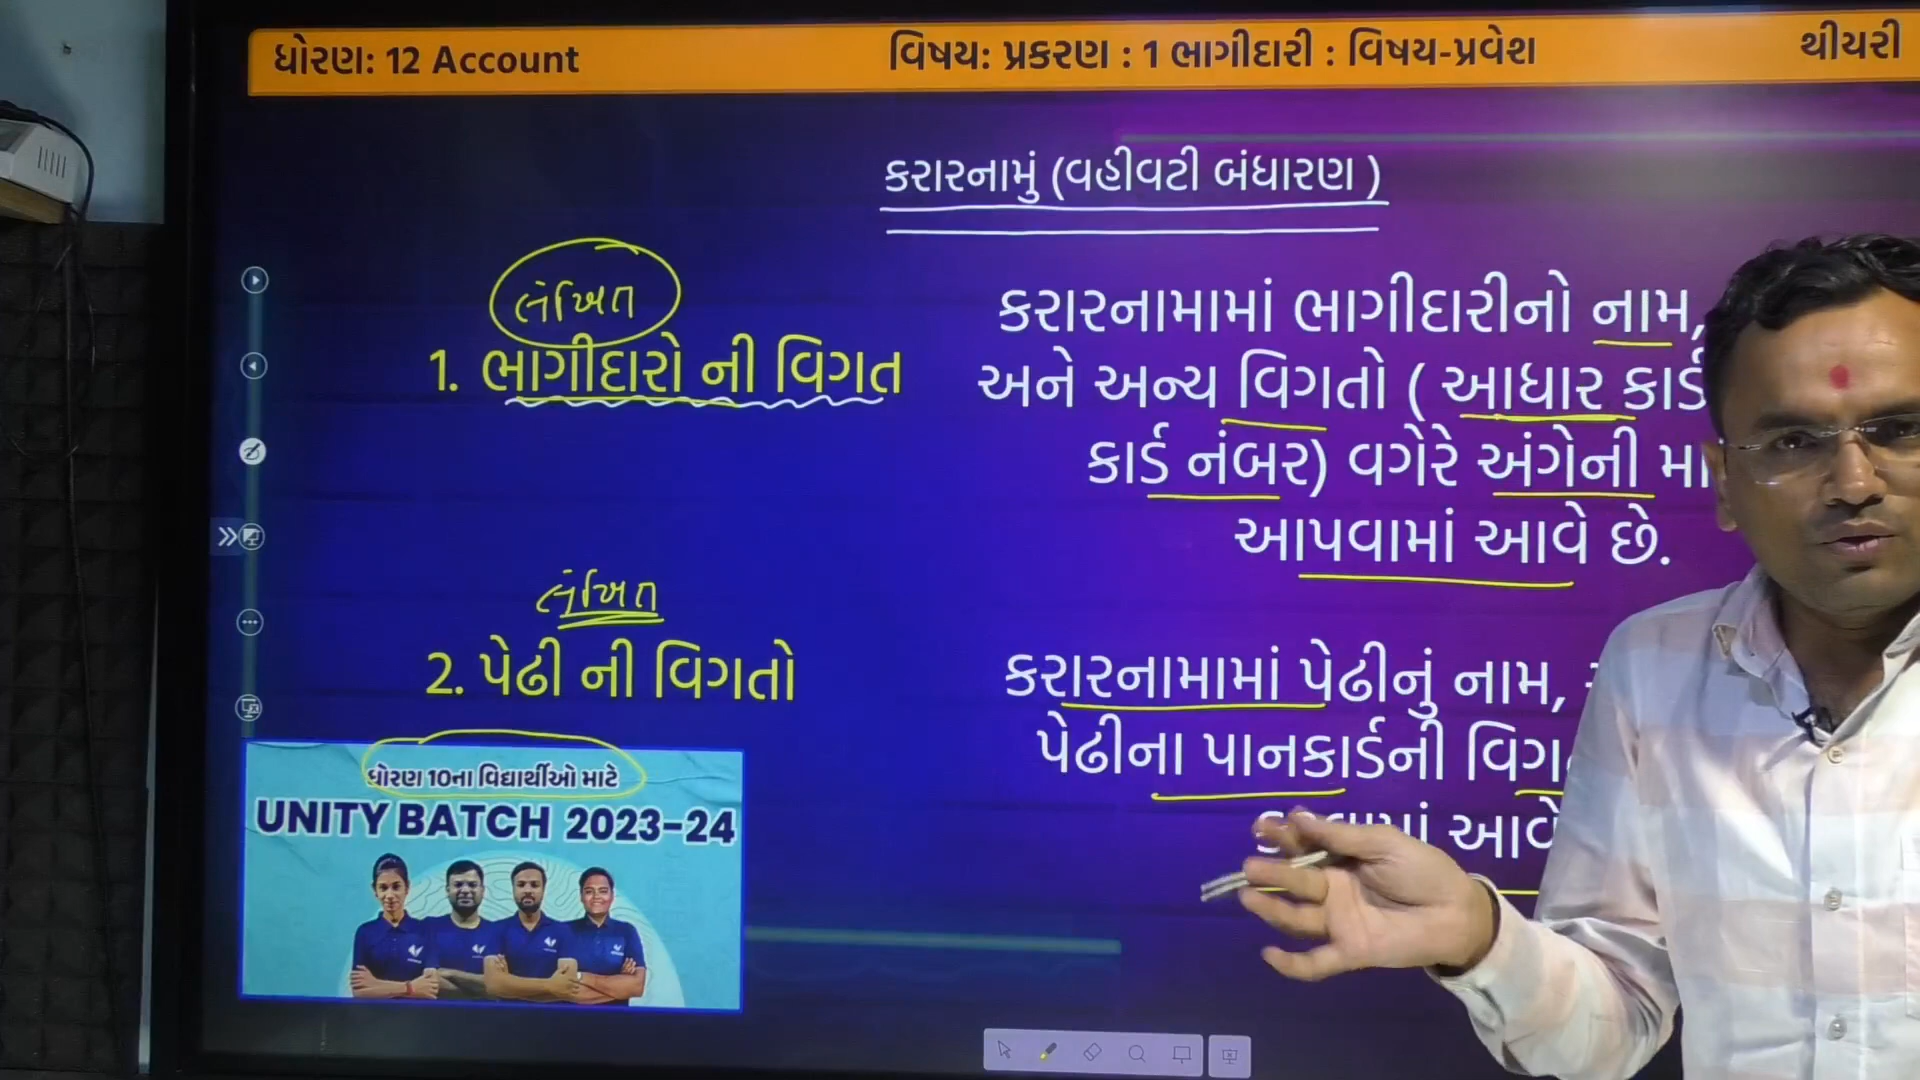 ધોરણ: 12 Account
વિષય: પ્રકરણ : 1 ભાગીદારી : વિષય-પ્રવેશ
થીયરી
કરારનામું (વહીવટી બંધારણ )
લેખિત
1. ભાગીદારો ની વિગત
કરારનામામાં ભાગીદારીનો નામ,
અને અન્ય વિગતો ( આધાર કાર્ડ
કાર્ડ નંબર) વગેરે અંગેની
આપવામાં આવે છે.
લેખિત
2. પેઢી ની વિગતો
કરારનામામાં પેઢીનું નામ,
પેઢીના પાનકાર્ડની
આવે
ધોરણ 10ના વિદ્યાર્થીઓ માટે
UNITY BATCH 2023-24